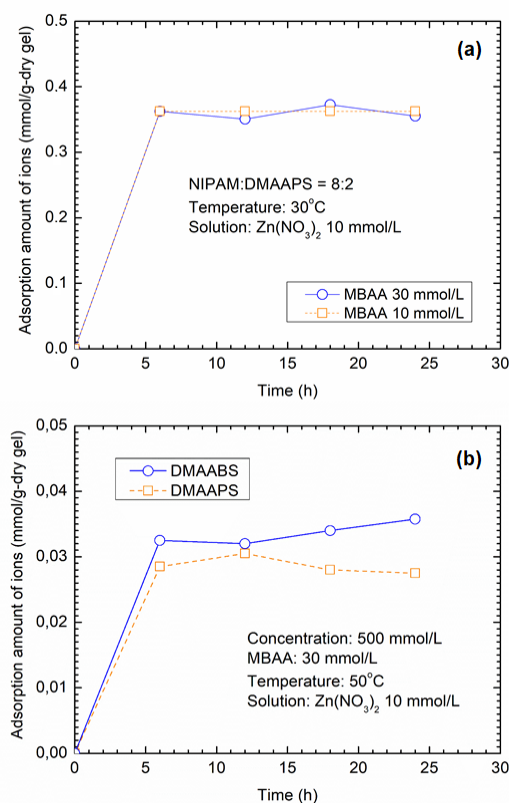 (a)
Adsorption amount of ions (mmol/g-dry gel)
0.5
0.4
0.3
0.2
0.1
0.0
NIPAM:DMAAPS = 8:2
Temperature: 30°C
Solution: Zn(NO₃)₂ 10 mmol/L
MBAA 30 mmol/L
MBAA 10 mmol/L
0 5 10 15 20 25 30
Time (h)
(b)
Adsorption amount of ions (mmol/g-dry gel)
0,05
0,04
0,03
0,02
0,01
0,00
DMAABS
DMAAPS
Concentration: 500 mmol/L
MBAA: 30 mmol/L
Temperature: 50°C
Solution: Zn(NO₃)₂ 10 mmol/L
0 5 10 15 20 25 30
Time (h)